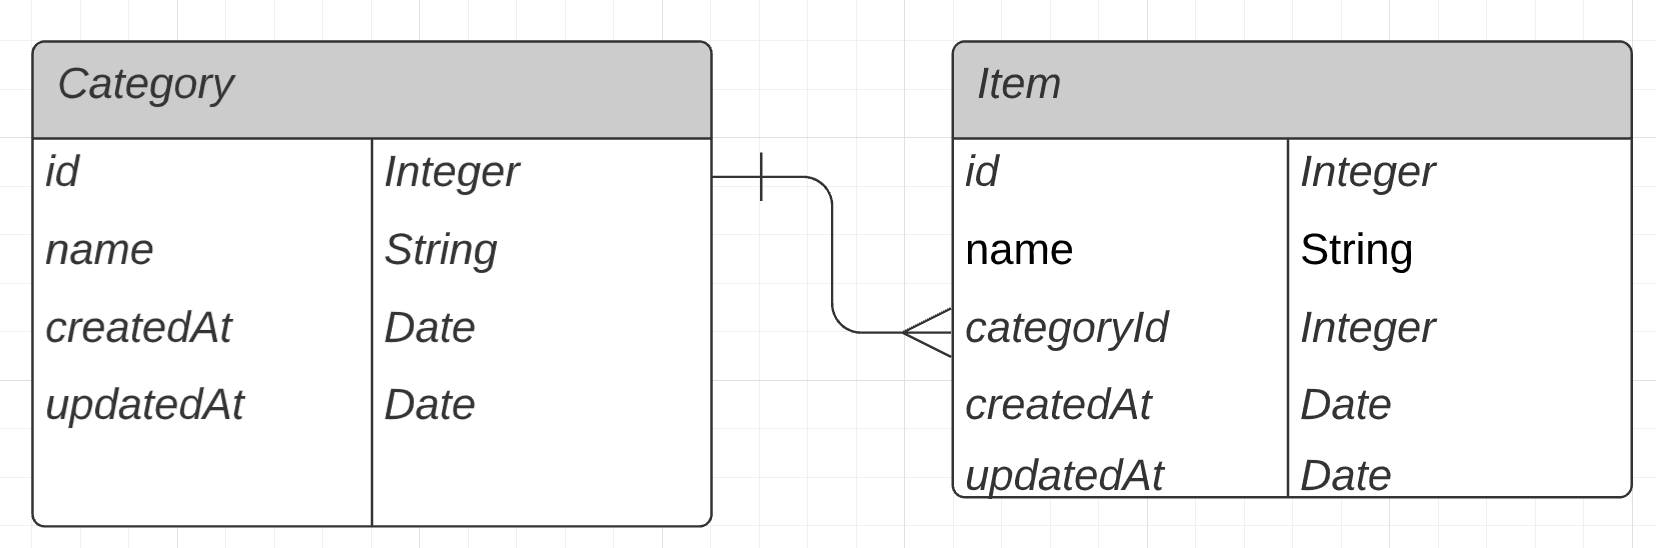 Category
id Integer
name String
createdAt Date
updatedAt Date
Item
id Integer
name String
categoryId Integer
createdAt Date
updatedAt Date